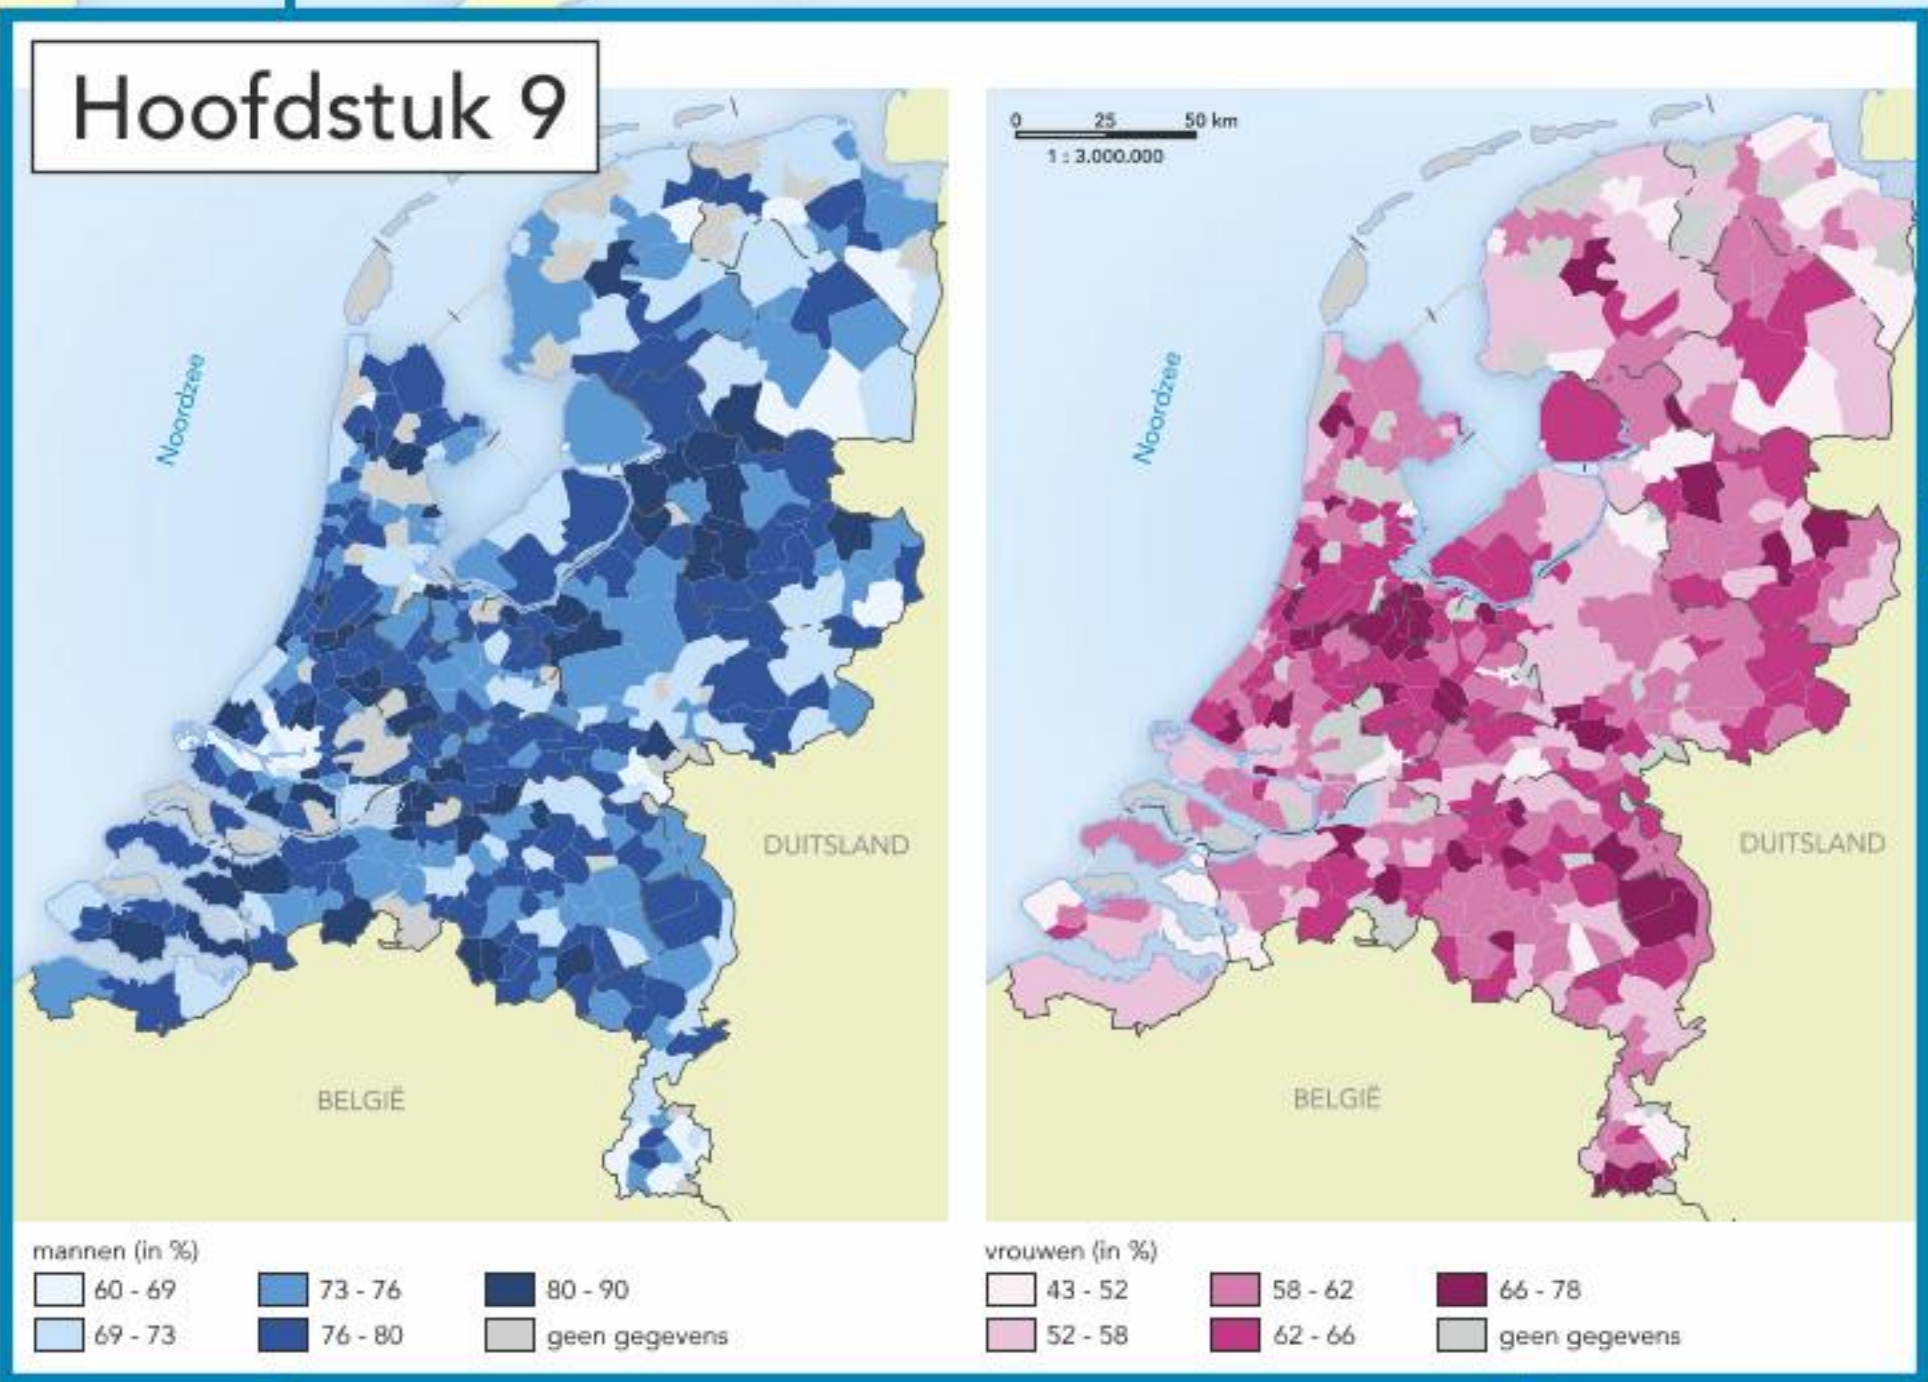 Hoofdstuk 9
Noordzee
DUITSLAND
BELGIË
mannen (in %)
60 - 69
73 - 76
80 - 90
69 - 73
76 - 80
geen gegevens
0 25 50 km
1 : 3.000.000
Noordzee
DUITSLAND
BELGIË
vrouwen (in %)
43 - 52
58 - 62
66 - 78
52 - 58
62 - 66
geen gegevens